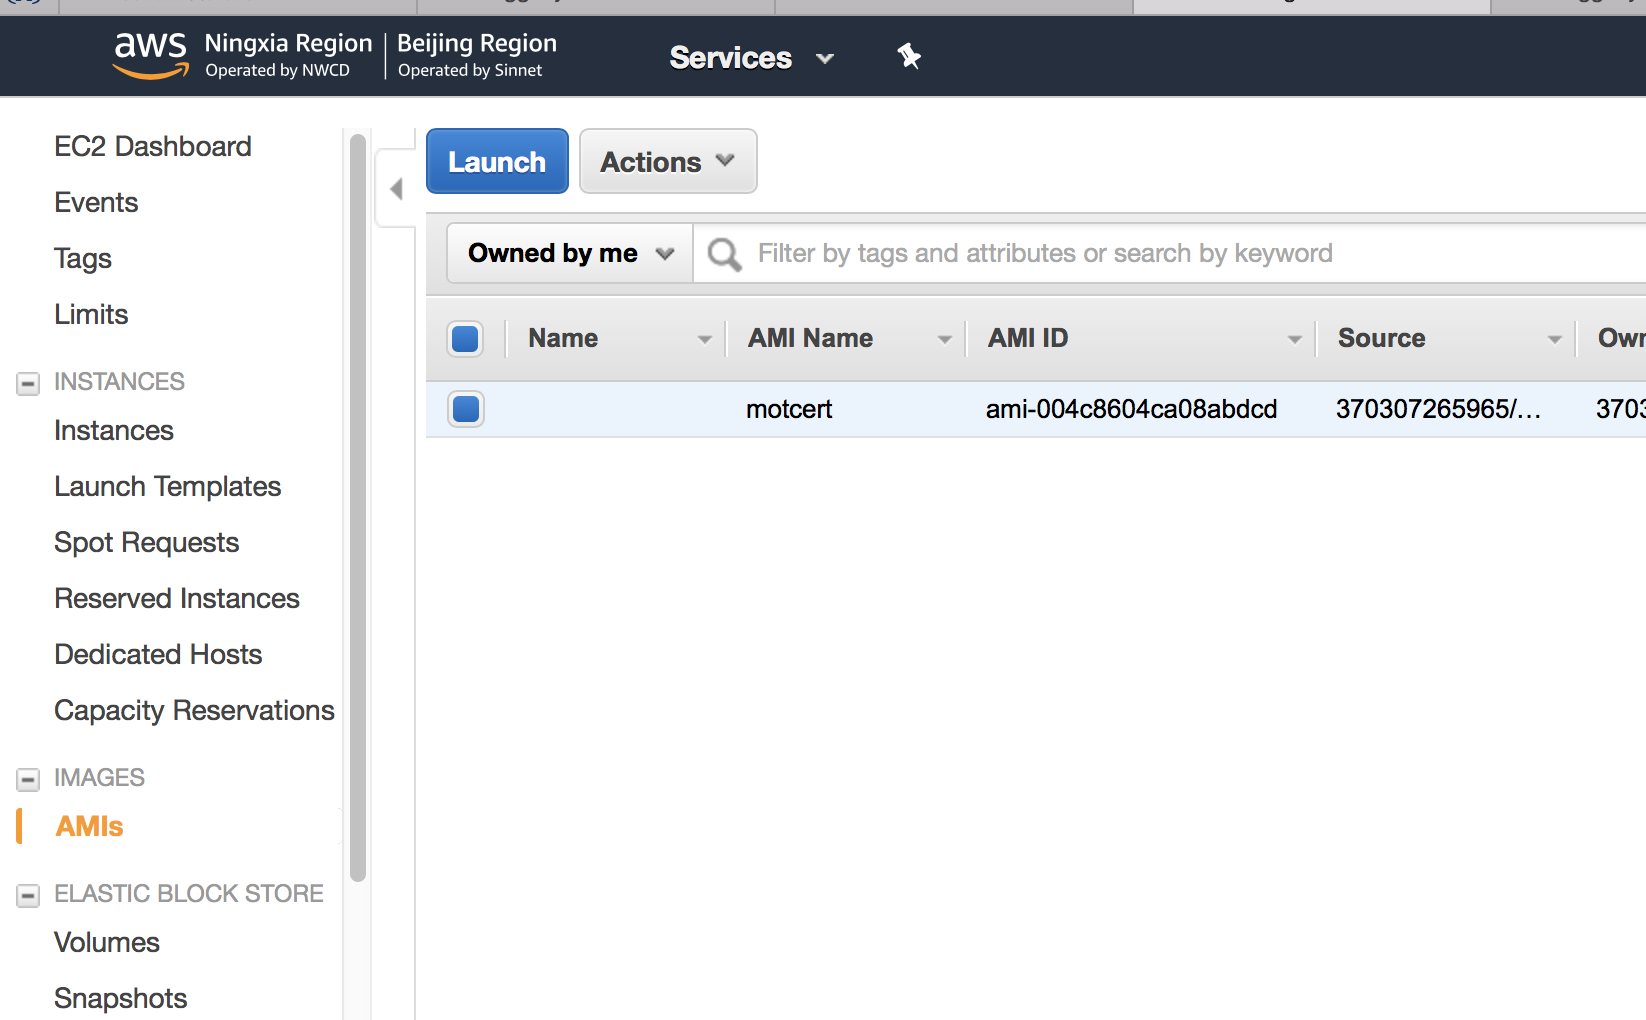 aws Ningxia Region Beijing Region
Operated by NWCD Operated by Sinnet
Services
EC2 Dashboard
Events
Tags
Limits
INSTANCES
Instances
Launch Templates
Spot Requests
Reserved Instances
Dedicated Hosts
Capacity Reservations
IMAGES
AMIs
ELASTIC BLOCK STORE
Volumes
Snapshots
Launch Actions
Owned by me Filter by tags and attributes or search by keyword
Name AMI Name AMI ID Source
motcert ami-004c8604ca08abdcd 370307265965/...